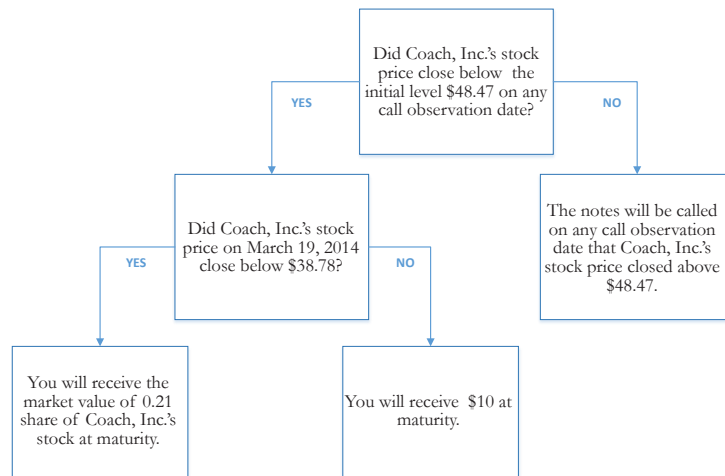 Did Coach, Inc.'s stock
price close below the
initial level $48.47 on any
call observation date?
YES
NO
Did Coach, Inc.'s stock
price on March 19, 2014
close below $38.78?
The notes will be called
on any call observation
date that Coach, Inc.'s
stock price closed above
$48.47.
YES
NO
You will receive the
market value of 0.21
share of Coach, Inc.'s
stock at maturity.
You will receive $10 at
maturity.